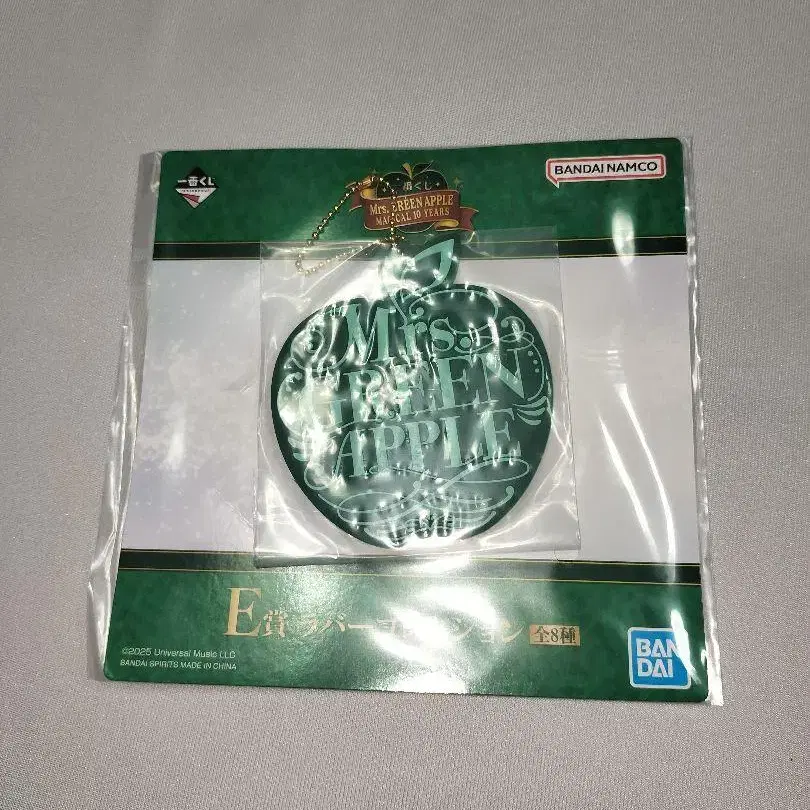 一番くじ
BANDAI NAMCO
Mrs. GREEN APPLE
MAGICAL 10 YEARS
Mrs.
GREEN
APPLE
E賞 ラバーコレクション 全8種
©2025 Universal Music LLC
BANDAI SPIRITS MADE IN CHINA
BAN
DAI